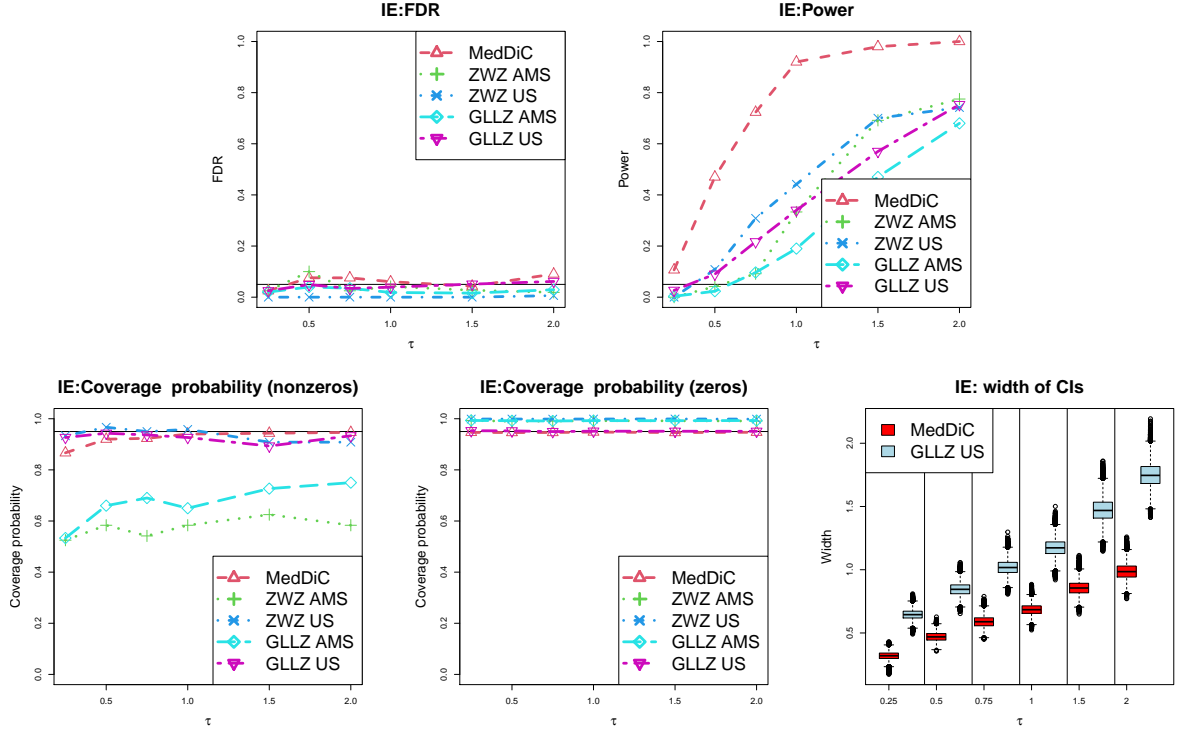 IE:FDR
IE:Power
FDR
0.0 0.2 0.4 0.6 0.8 1.0
MedDiC
ZWZ AMS
ZWZ US
GLLZ AMS
GLLZ US
0.5 1.0 1.5 2.0
τ
Power
0.0 0.2 0.4 0.6 0.8 1.0
MedDiC
ZWZ AMS
ZWZ US
GLLZ AMS
GLLZ US
0.5 1.0 1.5 2.0
τ
IE:Coverage probability (nonzeros)
IE:Coverage probability (zeros)
IE: width of CIs
Coverage probability
0.0 0.2 0.4 0.6 0.8 1.0
MedDiC
ZWZ AMS
ZWZ US
GLLZ AMS
GLLZ US
0.5 1.0 1.5 2.0
τ
Coverage probability
0.0 0.2 0.4 0.6 0.8 1.0
MedDiC
ZWZ AMS
ZWZ US
GLLZ AMS
GLLZ US
0.5 1.0 1.5 2.0
τ
Width
0.5 1.0 1.5 2.0
MedDiC
GLLZ US
0.25 0.5 0.75 1 1.5 2
τ